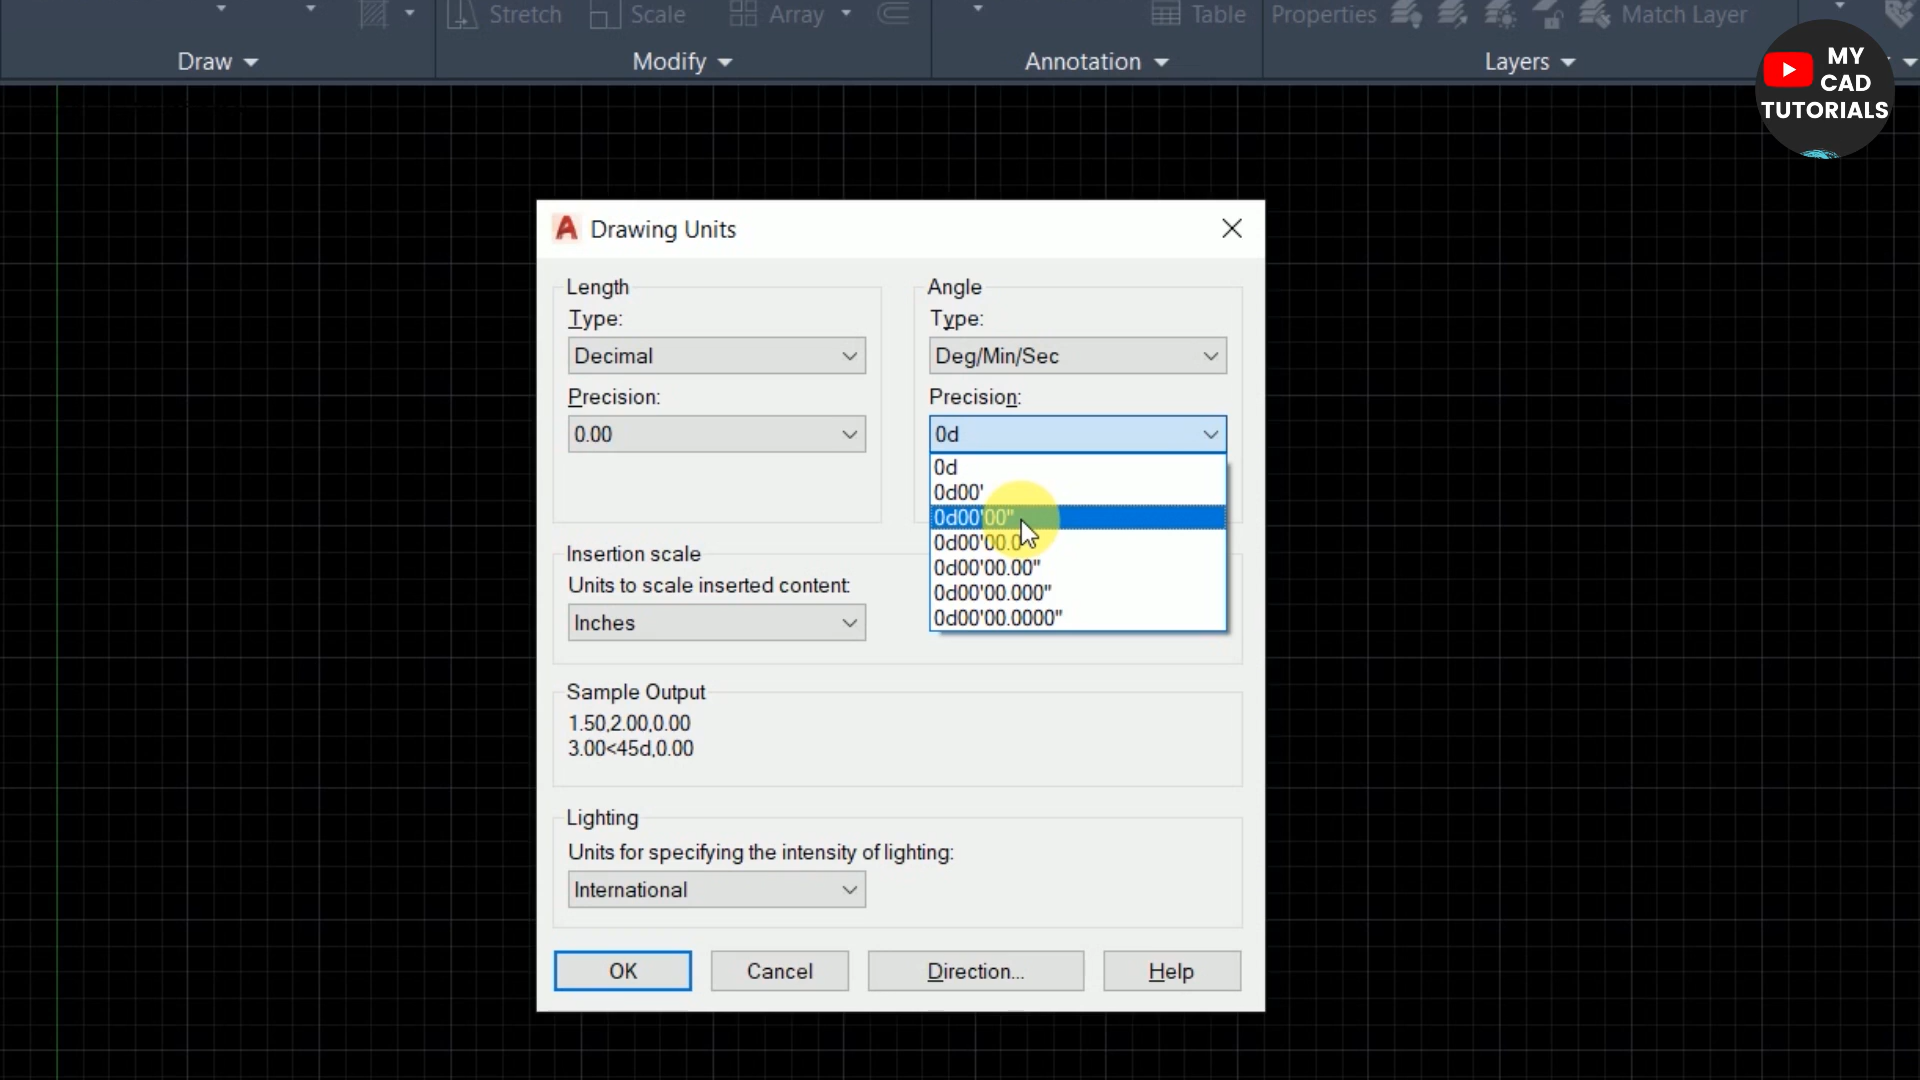 Stretch Scale Array Table Properties Match Layer
Draw Modify Annotation Layers
MY
CAD
TUTORIALS
Drawing Units
Length Angle
Type: Type:
Decimal Deg/Min/Sec
Precision: Precision:
0.00 0d
0d
0d00'
0d00'00"
0d00'00.0
0d00'00.00"
0d00'00.000"
0d00'00.0000"
Insertion scale
Units to scale inserted content:
Inches
Sample Output
1.50,2.00,0.00
3.00<45d,0.00
Lighting
Units for specifying the intensity of lighting:
International
OK Cancel Direction... Help